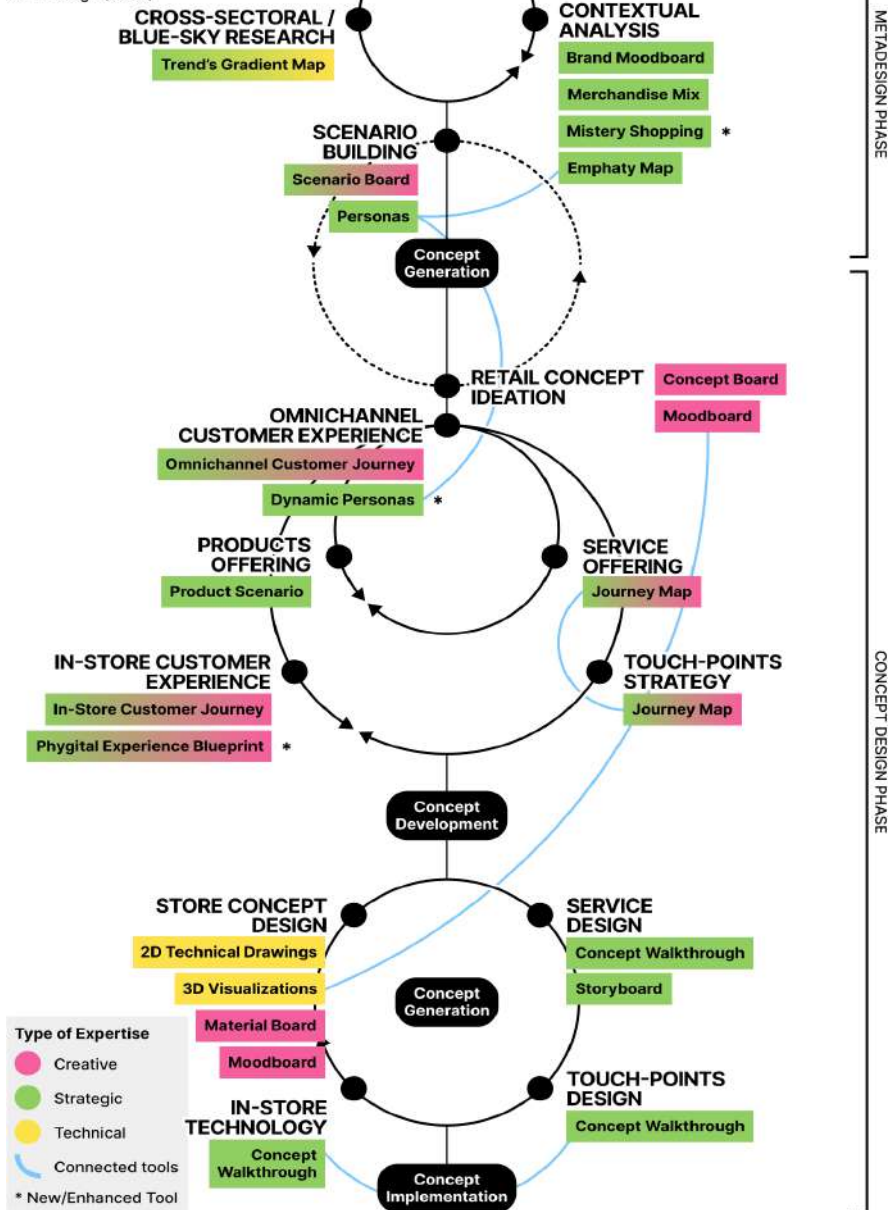 CROSS-SECTORAL /
BLUE-SKY RESEARCH
Trend's Gradient Map
CONTEXTUAL
ANALYSIS
Brand Moodboard
Merchandise Mix
Mistery Shopping *
Emphaty Map
METADESIGN PHASE
SCENARIO
BUILDING
Scenario Board
Personas
Concept
Generation
RETAIL CONCEPT
IDEATION
Concept Board
Moodboard
OMNICHANNEL
CUSTOMER EXPERIENCE
Omnichannel Customer Journey
Dynamic Personas *
PRODUCTS
OFFERING
Product Scenario
SERVICE
OFFERING
Journey Map
IN-STORE CUSTOMER
EXPERIENCE
In-Store Customer Journey
Phygital Experience Blueprint *
TOUCH-POINTS
STRATEGY
Journey Map
CONCEPT DESIGN PHASE
Concept
Development
STORE CONCEPT
DESIGN
2D Technical Drawings
3D Visualizations
Material Board
Moodboard
SERVICE
DESIGN
Concept Walkthrough
Storyboard
Concept
Generation
IN-STORE
TECHNOLOGY
Concept
Walkthrough
TOUCH-POINTS
DESIGN
Concept Walkthrough
Concept
Implementation
Type of Expertise
Creative
Strategic
Technical
Connected tools
* New/Enhanced Tool